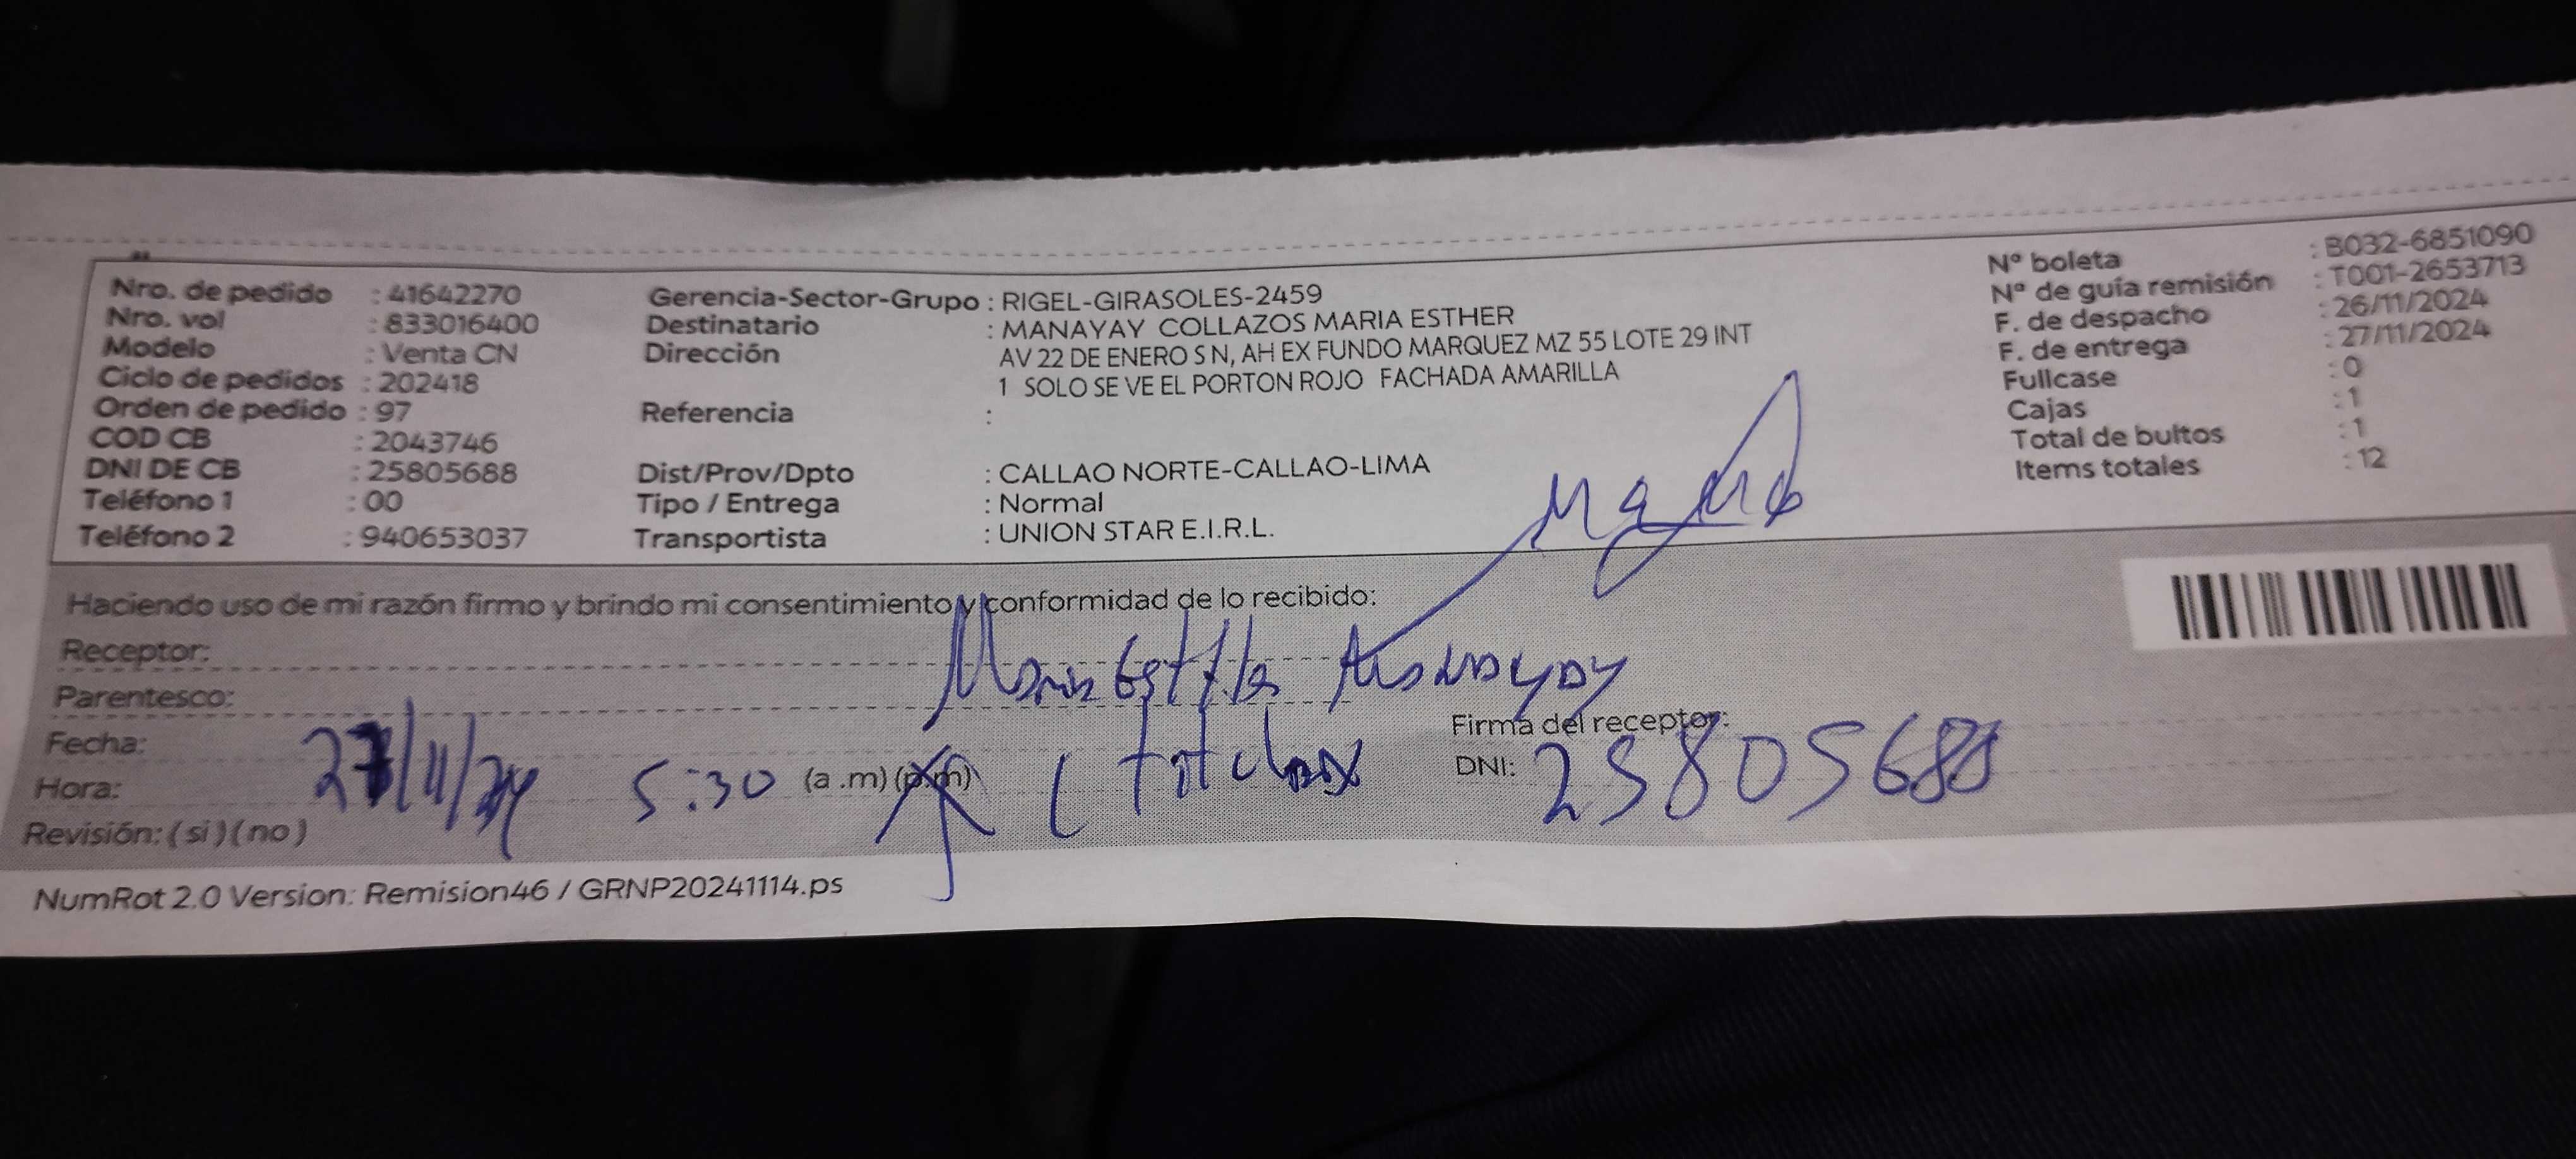 Nro. de pedido : 41642270
Nro. vol : 833016400
Modelo : Venta CN
Ciclo de pedidos : 202418
Orden de pedido : 97
COD CB : 2043746
DNI DE CB : 25805688
Teléfono 1 : 00
Teléfono 2 : 940653037
Gerencia-Sector-Grupo : RIGEL-GIRASOLES-2459
Destinatario : MANAYAY COLLAZOS MARIA ESTHER
Dirección AV 22 DE ENERO S N, AH EX FUNDO MARQUEZ MZ 55 LOTE 29 INT
1 SOLO SE VE EL PORTON ROJO FACHADA AMARILLA
Referencia :
Dist/Prov/Dpto : CALLAO NORTE-CALLAO-LIMA
Tipo / Entrega : Normal
Transportista : UNION STAR E.I.R.L.
Nº boleta : B032-6851090
Nº de guía remisión : T001-2653713
F. de despacho : 26/11/2024
F. de entrega : 27/11/2024
Fullcase : 0
Cajas : 1
Total de bultos : 1
Items totales : 12
Haciendo uso de mi razón firmo y brindo mi consentimiento y conformidad de lo recibido:
Receptor: Maria Esther Manayay
Parentesco:
Fecha: 27/11/24
Hora: 5:30 (a .m) (p.m) (titular
Firma del receptor:
DNI: 25805688
Revisión: ( si ) ( no )
NumRot 2.0 Version: Remision46 / GRNP20241114.ps